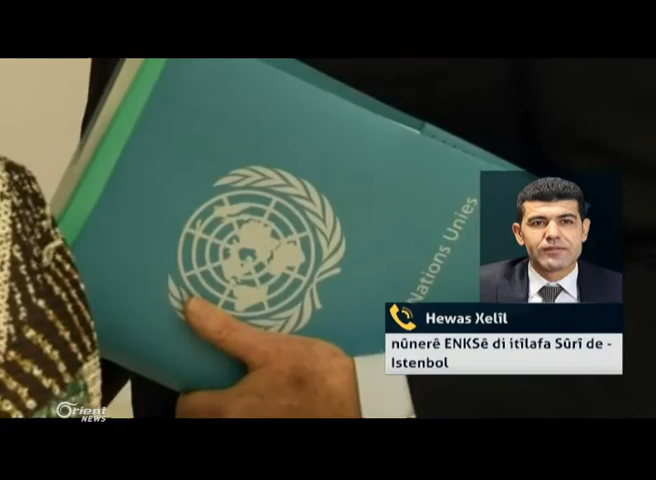 Nations Unies
Hewas Xelîl
nûnerê ENKSê di itîlafa Sûrî de -
Istenbol
Orient
NEWS